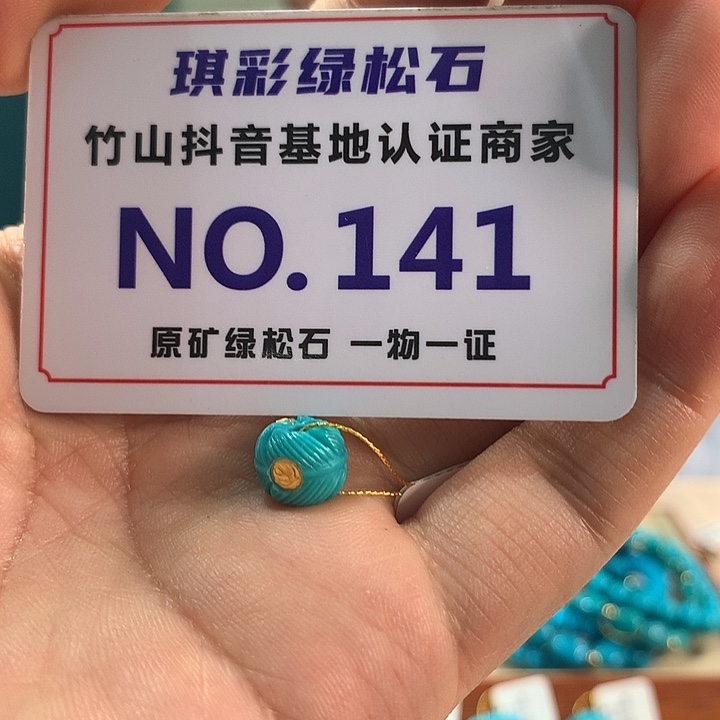 琪彩绿松石
竹山抖音基地认证商家
NO.141
原矿绿松石 一物一证